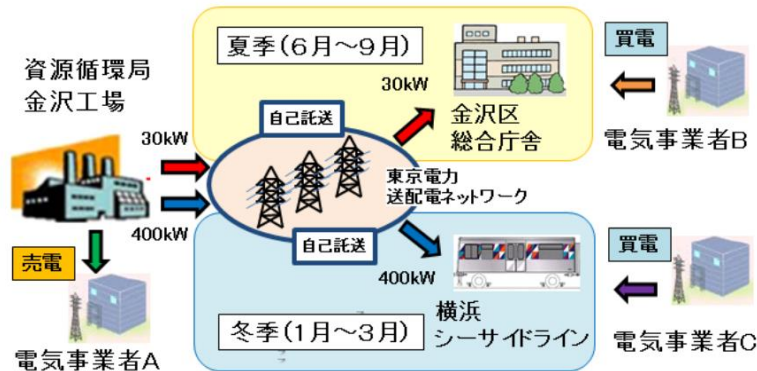 夏季(6月～9月)
買電
資源循環局
金沢工場
30kW
金沢区
総合庁舎
電気事業者B
自己託送
30kW
東京電力
送配電ネットワーク
400kW
自己託送
400kW
売電
買電
横浜
シーサイドライン
冬季(1月～3月)
電気事業者A
電気事業者C